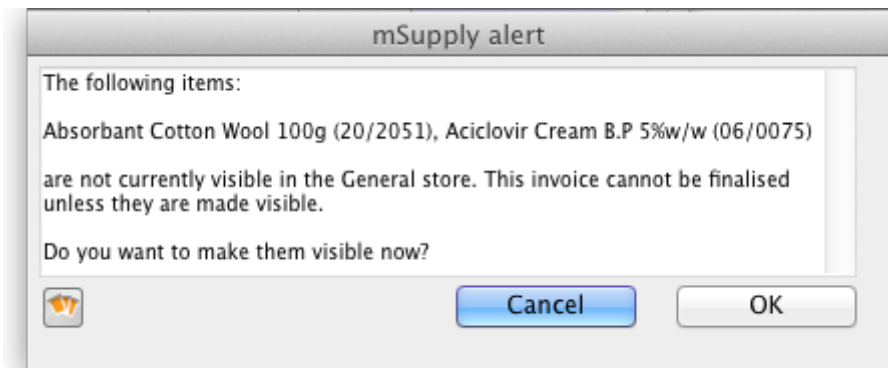 mSupply alert
The following items:
Absorbant Cotton Wool 100g (20/2051), Aciclovir Cream B.P 5%w/w (06/0075)
are not currently visible in the General store. This invoice cannot be finalised
unless they are made visible.
Do you want to make them visible now?
Cancel
OK